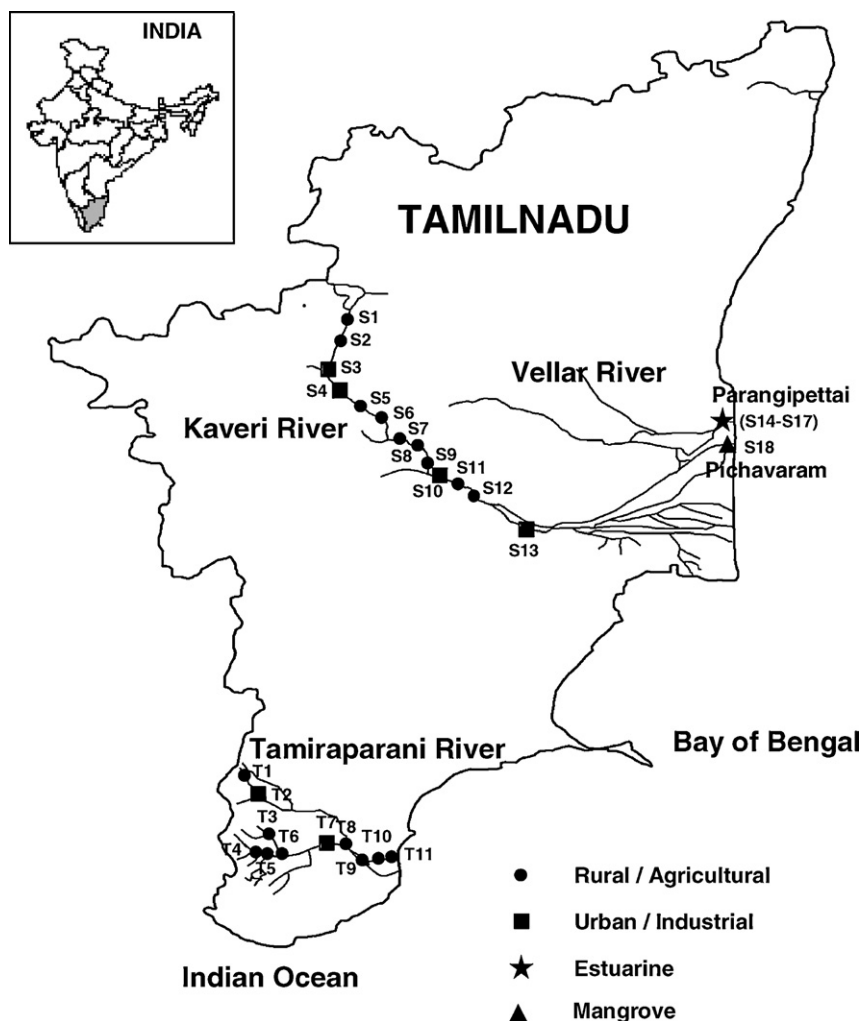 INDIA
TAMILNADU
S1
S2
S3
S4
S5
S6
S7
S8
S9
S10
S11
S12
S13
Kaveri River
Vellar River
Parangipettai
(S14-S17)
S18
Pichavaram
Tamiraparani River
Bay of Bengal
T1
T2
T3
T4
T5
T6
T7
T8
T9
T10
T11
Indian Ocean
Rural / Agricultural
Urban / Industrial
Estuarine
Mangrove